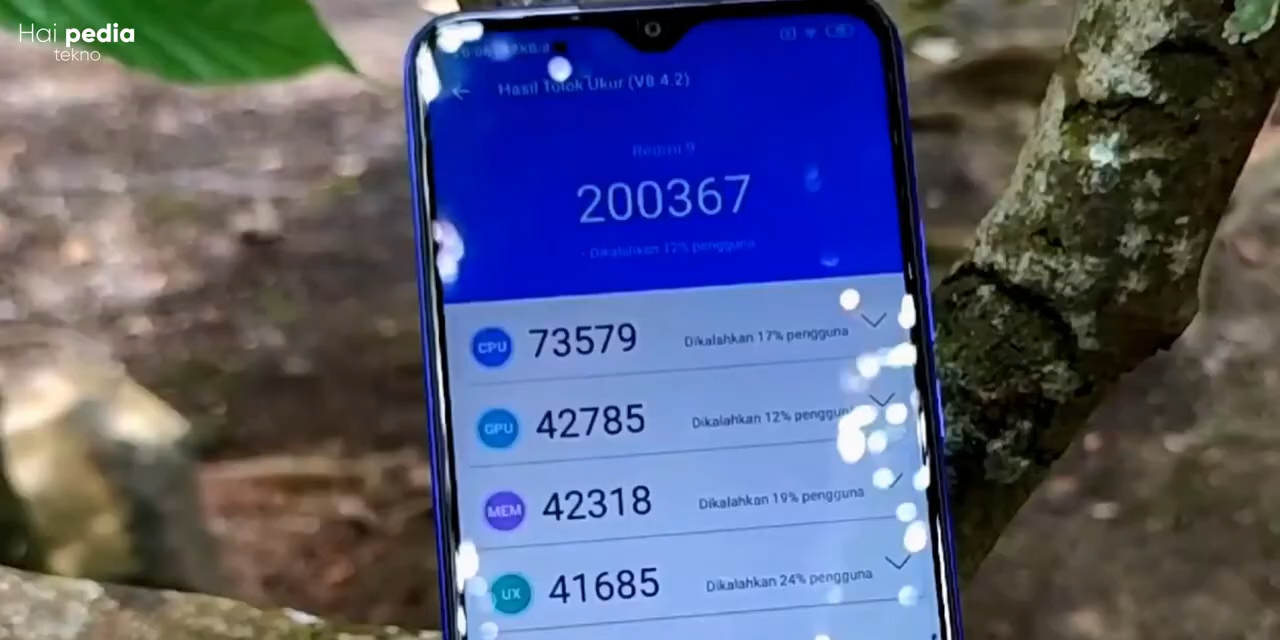 Hai pedia
tekno
Hasil Tolok Ukur (V8.4.2)
Redmi 9
200367
Dikalahkan 12% pengguna
CPU 73579 Dikalahkan 17% pengguna
GPU 42785 Dikalahkan 12% pengguna
MEM 42318 Dikalahkan 19% pengguna
UX 41685 Dikalahkan 24% pengguna